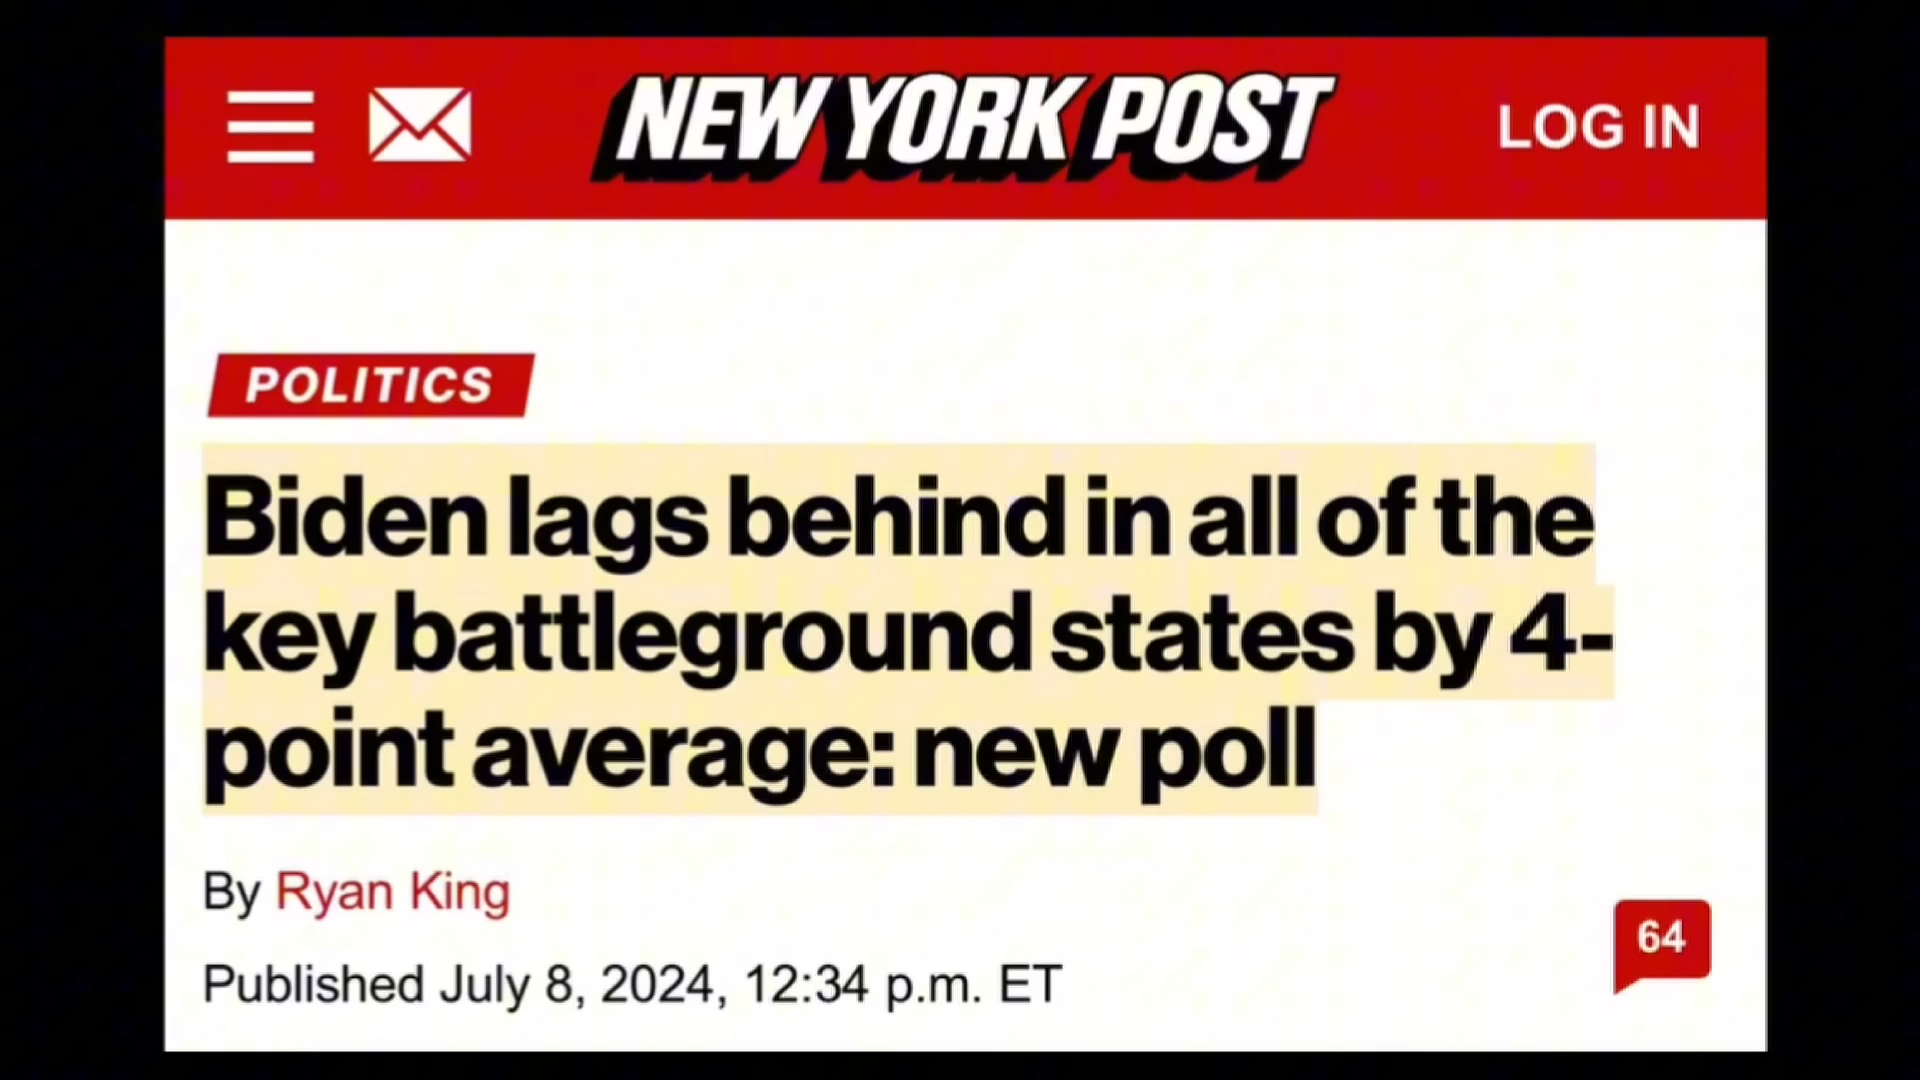 NEW YORK POST
LOG IN
POLITICS
Biden lags behind in all of the
key battleground states by 4-
point average: new poll
By Ryan King
64
Published July 8, 2024, 12:34 p.m. ET